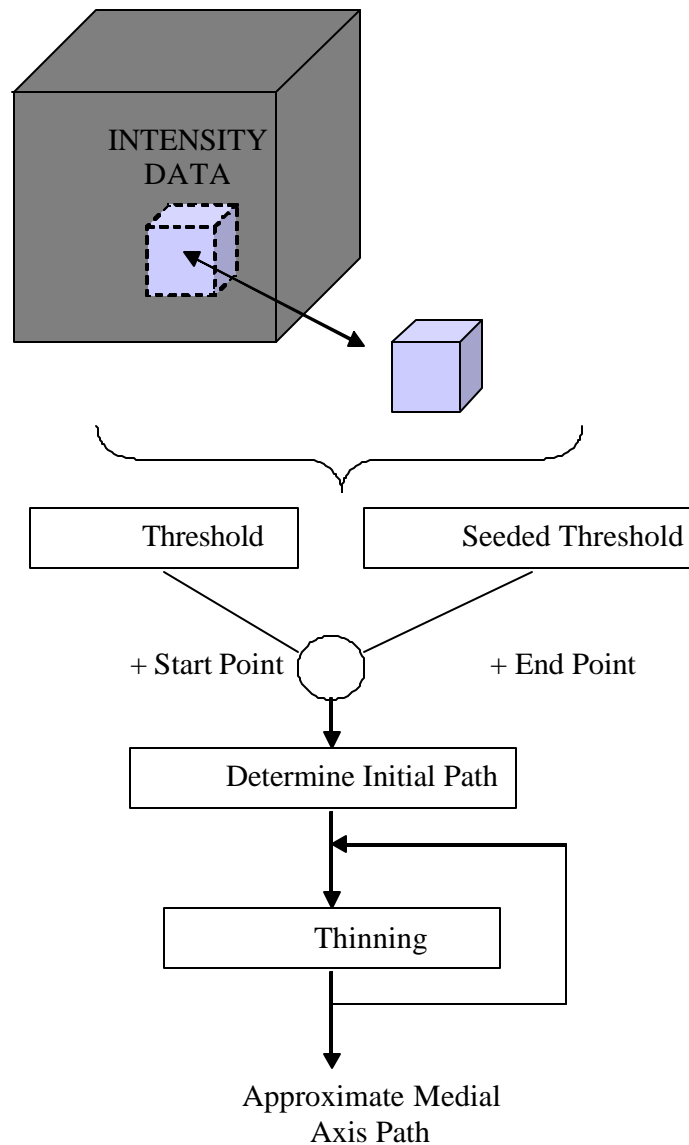 INTENSITY
DATA
Threshold
Seeded Threshold
+ Start Point
+ End Point
Determine Initial Path
Thinning
Approximate Medial
Axis Path